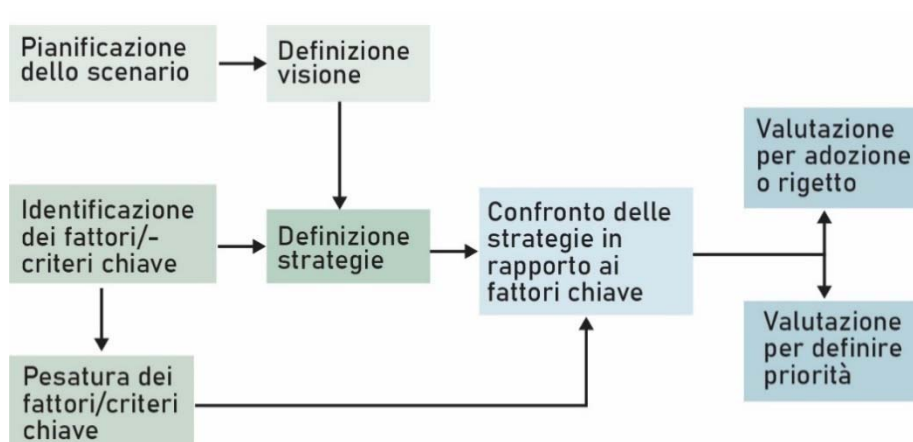 Pianificazione
dello scenario
Definizione
visione
Identificazione
dei fattori/-
criteri chiave
Definizione
strategie
Confronto delle
strategie in
rapporto ai
fattori chiave
Valutazione
per adozione
o rigetto
Valutazione
per definire
priorità
Pesatura dei
fattori/criteri
chiave